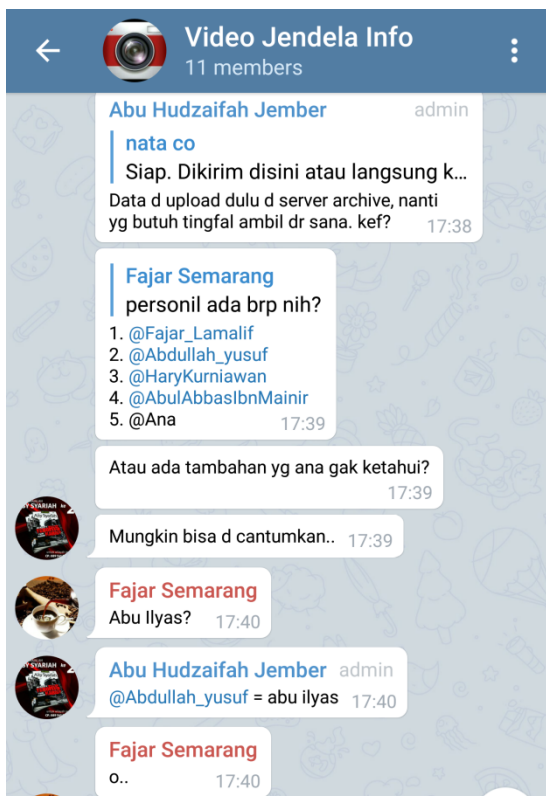 Video Jendela Info
11 members
Abu Hudzaifah Jember admin
nata co
Siap. Dikirim disini atau langsung k...
Data d upload dulu d server archive, nanti
yg butuh tingfal ambil dr sana. kef? 17:38
Fajar Semarang
personil ada brp nih?
1. @Fajar_Lamalif
2. @Abdullah_yusuf
3. @HaryKurniawan
4. @AbulAbbasIbnMainir
5. @Ana 17:39
Atau ada tambahan yg ana gak ketahui?
17:39
SYARIAH
Mungkin bisa d cantumkan.. 17:39
Fajar Semarang
Abu Ilyas? 17:40
Abu Hudzaifah Jember admin
SYARIAH
@Abdullah_yusuf = abu ilyas 17:40
Fajar Semarang
o.. 17:40